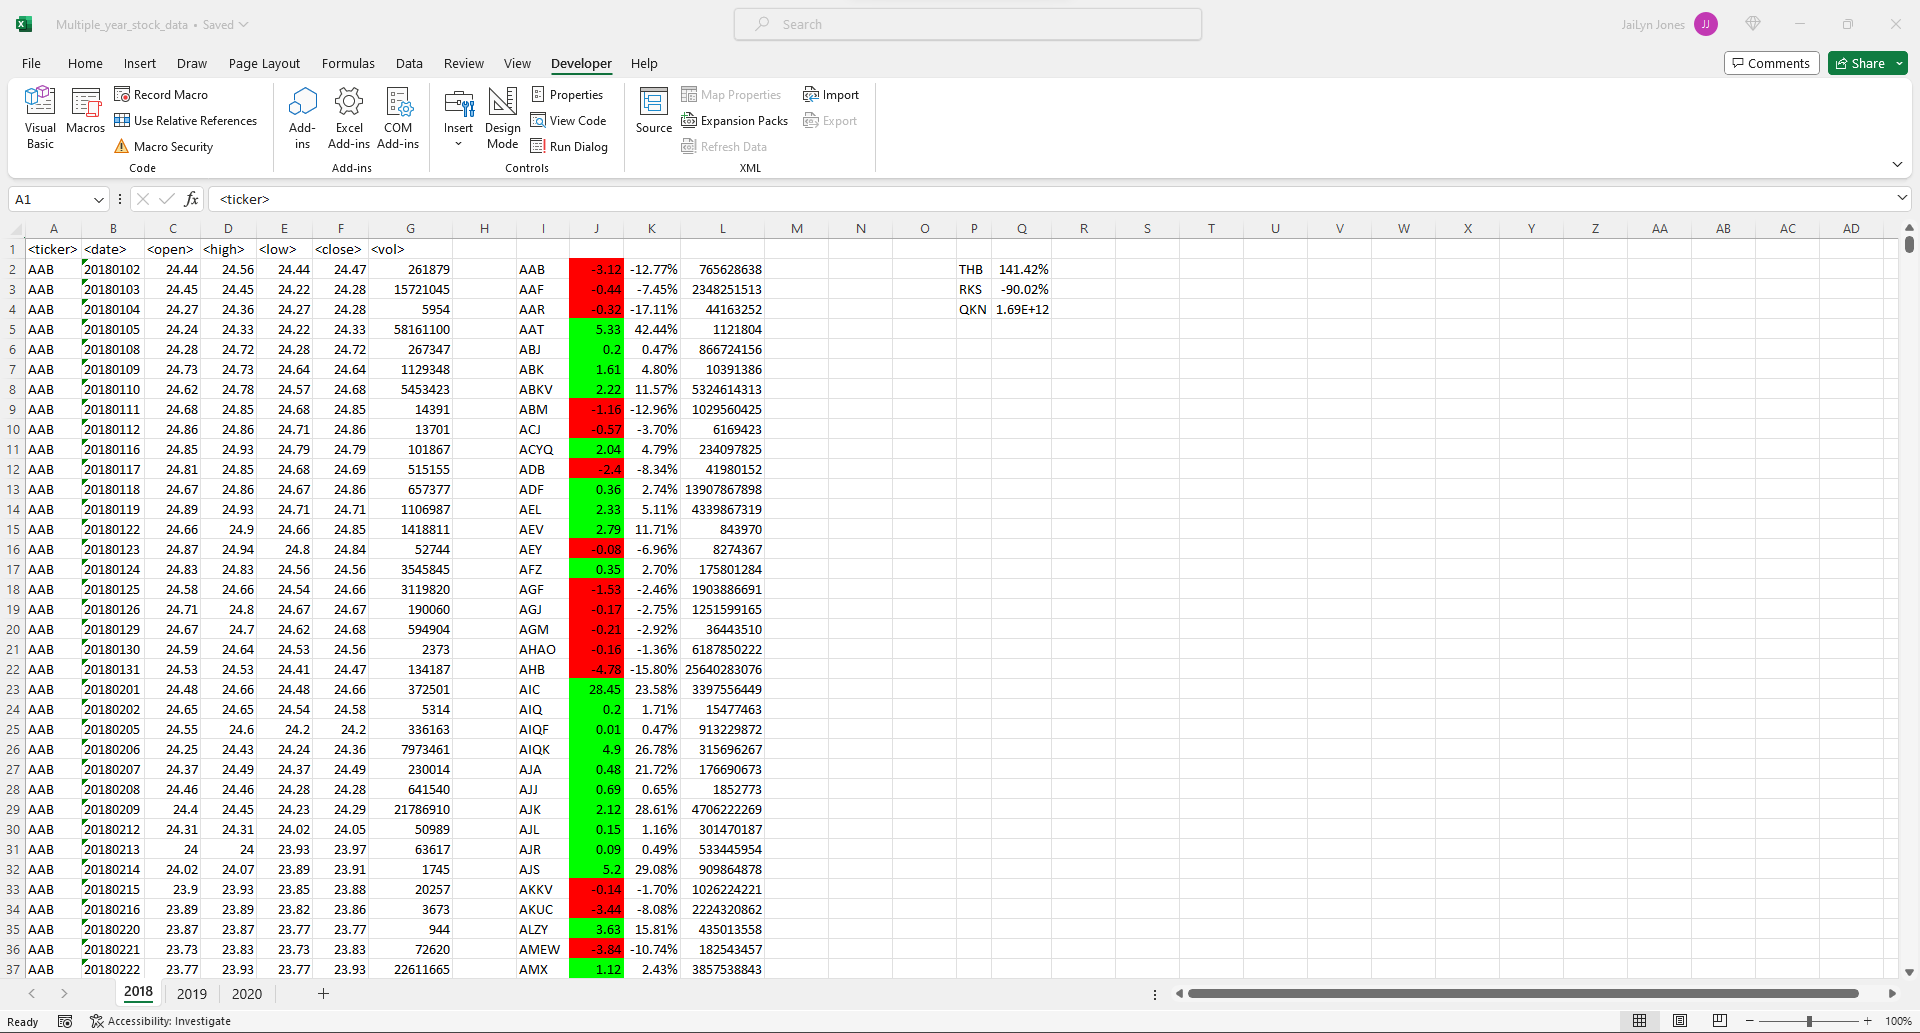 Multiple_year_stock_data • Saved
Search
JaiLyn Jones
JJ
File Home Insert Draw Page Layout Formulas Data Review View Developer Help
Comments
Share
Visual Basic
Macros
Record Macro
Use Relative References
Macro Security
Code
Add-ins
Excel Add-ins
COM Add-ins
Add-ins
Insert
Design Mode
Properties
View Code
Run Dialog
Controls
Source
Map Properties
Expansion Packs
Refresh Data
Import
Export
XML
A1 fx <ticker>
A B C D E F G H I J K L M N O P Q R S T U V W X Y Z AA AB AC AD
1 <ticker> <date> <open> <high> <low> <close> <vol>
2 AAB 20180102 24.44 24.56 24.44 24.47 261879 AAB -3.12 -12.77% 765628638 THB 141.42%
3 AAB 20180103 24.45 24.45 24.22 24.28 15721045 AAF -0.44 -7.45% 2348251513 RKS -90.02%
4 AAB 20180104 24.27 24.36 24.27 24.28 5954 AAR -0.32 -17.11% 44163252 QKN 1.69E+12
5 AAB 20180105 24.24 24.33 24.22 24.33 58161100 AAT 5.33 42.44% 1121804
6 AAB 20180108 24.28 24.72 24.28 24.72 267347 ABJ 0.2 0.47% 866724156
7 AAB 20180109 24.73 24.73 24.64 24.64 1129348 ABK 1.61 4.80% 10391386
8 AAB 20180110 24.62 24.78 24.57 24.68 5453423 ABKV 2.22 11.57% 5324614313
9 AAB 20180111 24.68 24.85 24.68 24.85 14391 ABM -1.16 -12.96% 1029560425
10 AAB 20180112 24.86 24.86 24.71 24.86 13701 ACJ -0.57 -3.70% 6169423
11 AAB 20180116 24.85 24.93 24.79 24.79 101867 ACYQ 2.04 4.79% 234097825
12 AAB 20180117 24.81 24.85 24.68 24.69 515155 ADB -2.4 -8.34% 41980152
13 AAB 20180118 24.67 24.86 24.67 24.86 657377 ADF 0.36 2.74% 13907867898
14 AAB 20180119 24.89 24.93 24.71 24.71 1106987 AEL 2.33 5.11% 4339867319
15 AAB 20180122 24.66 24.9 24.66 24.85 1418811 AEV 2.79 11.71% 843970
16 AAB 20180123 24.87 24.94 24.8 24.84 52744 AEY -0.08 -6.96% 8274367
17 AAB 20180124 24.83 24.83 24.56 24.56 3545845 AFZ 0.35 2.70% 175801284
18 AAB 20180125 24.58 24.66 24.54 24.66 3119820 AGF -1.53 -2.46% 1903886691
19 AAB 20180126 24.71 24.8 24.67 24.67 190060 AGJ -0.17 -2.75% 1251599165
20 AAB 20180129 24.67 24.7 24.62 24.68 594904 AGM -0.21 -2.92% 36443510
21 AAB 20180130 24.59 24.64 24.53 24.56 2373 AHAO -0.16 -1.36% 6187850222
22 AAB 20180131 24.53 24.53 24.41 24.47 134187 AHB -4.78 -15.80% 25640283076
23 AAB 20180201 24.48 24.66 24.48 24.66 372501 AIC 28.45 23.58% 3397556449
24 AAB 20180202 24.65 24.65 24.54 24.58 5314 AIQ 0.2 1.71% 15477463
25 AAB 20180205 24.55 24.6 24.2 24.2 336163 AIQF 0.01 0.47% 913229872
26 AAB 20180206 24.25 24.43 24.24 24.36 7973461 AIQK 4.9 26.78% 315696267
27 AAB 20180207 24.37 24.49 24.37 24.49 230014 AJA 0.48 21.72% 176690673
28 AAB 20180208 24.46 24.46 24.28 24.28 641540 AJJ 0.69 0.65% 1852773
29 AAB 20180209 24.4 24.45 24.23 24.29 21786910 AJK 2.12 28.61% 4706222269
30 AAB 20180212 24.31 24.31 24.02 24.05 50989 AJL 0.15 1.16% 301470187
31 AAB 20180213 24 24 23.93 23.97 63617 AJR 0.09 0.49% 533445954
32 AAB 20180214 24.02 24.07 23.89 23.91 1745 AJS 5.2 29.08% 909864878
33 AAB 20180215 23.9 23.93 23.85 23.88 20257 AKKV -0.14 -1.70% 1026224221
34 AAB 20180216 23.89 23.89 23.82 23.86 3673 AKUC -3.44 -8.08% 2224320862
35 AAB 20180220 23.87 23.87 23.77 23.77 944 ALZY 3.63 15.81% 435013558
36 AAB 20180221 23.73 23.83 23.73 23.83 72620 AMEW -3.84 -10.74% 182543457
37 AAB 20180222 23.77 23.93 23.77 23.93 22611665 AMX 1.12 2.43% 3857538843
2018 2019 2020 +
Ready Accessibility: Investigate 100%